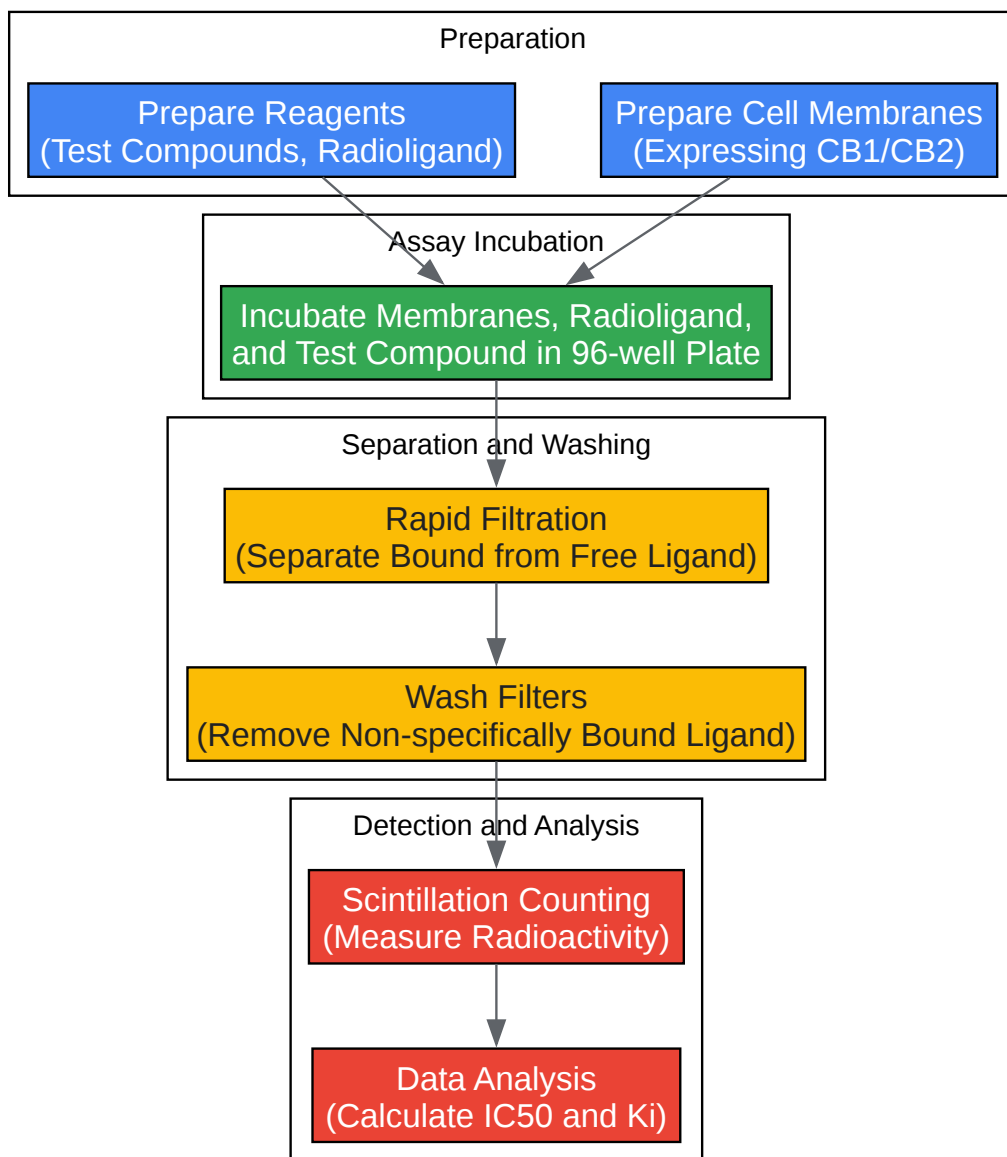 Preparation
Prepare Reagents
(Test Compounds, Radioligand)
Prepare Cell Membranes
(Expressing CB1/CB2)
Assay Incubation
Incubate Membranes, Radioligand,
and Test Compound in 96-well Plate
Separation and Washing
Rapid Filtration
(Separate Bound from Free Ligand)
Wash Filters
(Remove Non-specifically Bound Ligand)
Detection and Analysis
Scintillation Counting
(Measure Radioactivity)
Data Analysis
(Calculate IC50 and Ki)